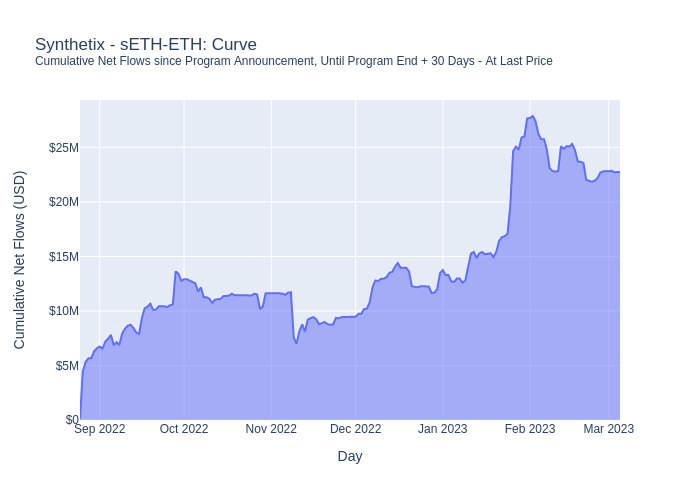 Synthetix - sETH-ETH: Curve
Cumulative Net Flows since Program Announcement, Until Program End + 30 Days - At Last Price
Cumulative Net Flows (USD)
$25M
$20M
$15M
$10M
$5M
$0
Sep 2022 Oct 2022 Nov 2022 Dec 2022 Jan 2023 Feb 2023 Mar 2023
Day